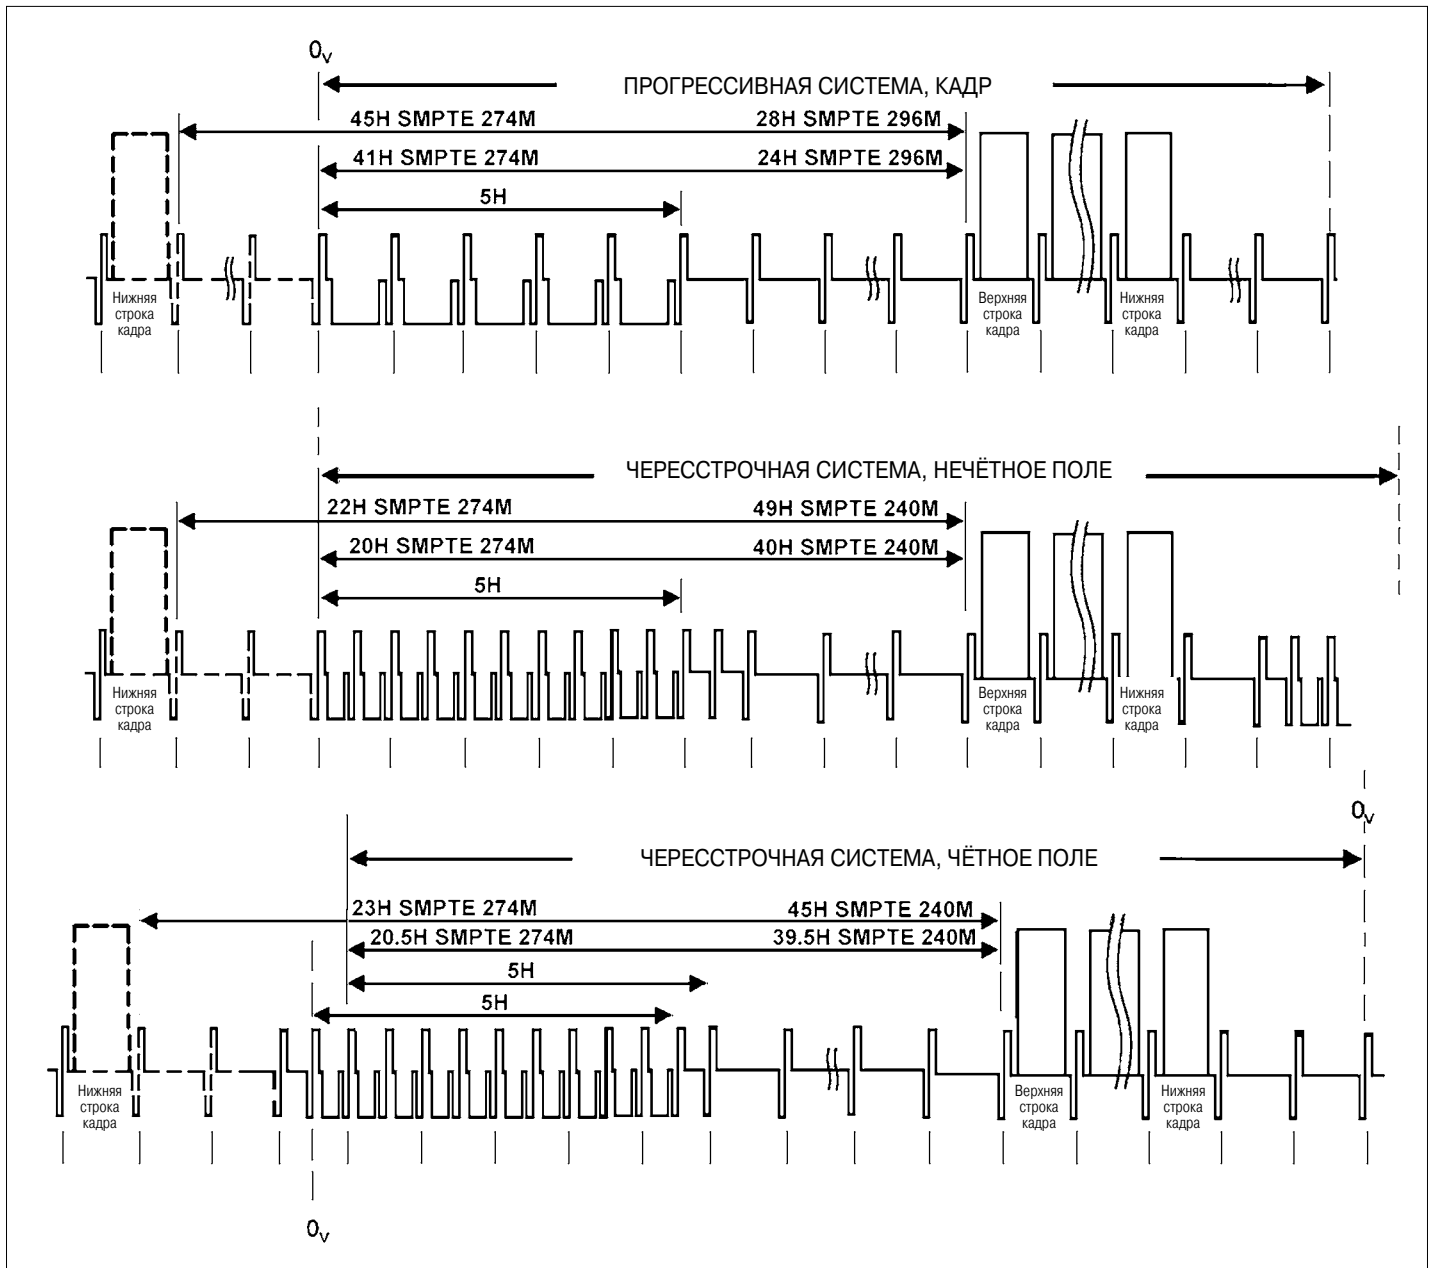 0V
ПРОГРЕССИВНАЯ СИСТЕМА, КАДР
45H SMPTE 274M 28H SMPTE 296M
41H SMPTE 274M 24H SMPTE 296M
5H
Нижняя
строка
кадра
Верхняя
строка
кадра
Нижняя
строка
кадра
ЧЕРЕССТРОЧНАЯ СИСТЕМА, НЕЧЁТНОЕ ПОЛЕ
22H SMPTE 274M 49H SMPTE 240M
20H SMPTE 274M 40H SMPTE 240M
5H
Нижняя
строка
кадра
Верхняя
строка
кадра
Нижняя
строка
кадра
0V
ЧЕРЕССТРОЧНАЯ СИСТЕМА, ЧЁТНОЕ ПОЛЕ
23H SMPTE 274M 45H SMPTE 240M
20.5H SMPTE 274M 39.5H SMPTE 240M
5H
5H
Нижняя
строка
кадра
Верхняя
строка
кадра
Нижняя
строка
кадра
0V